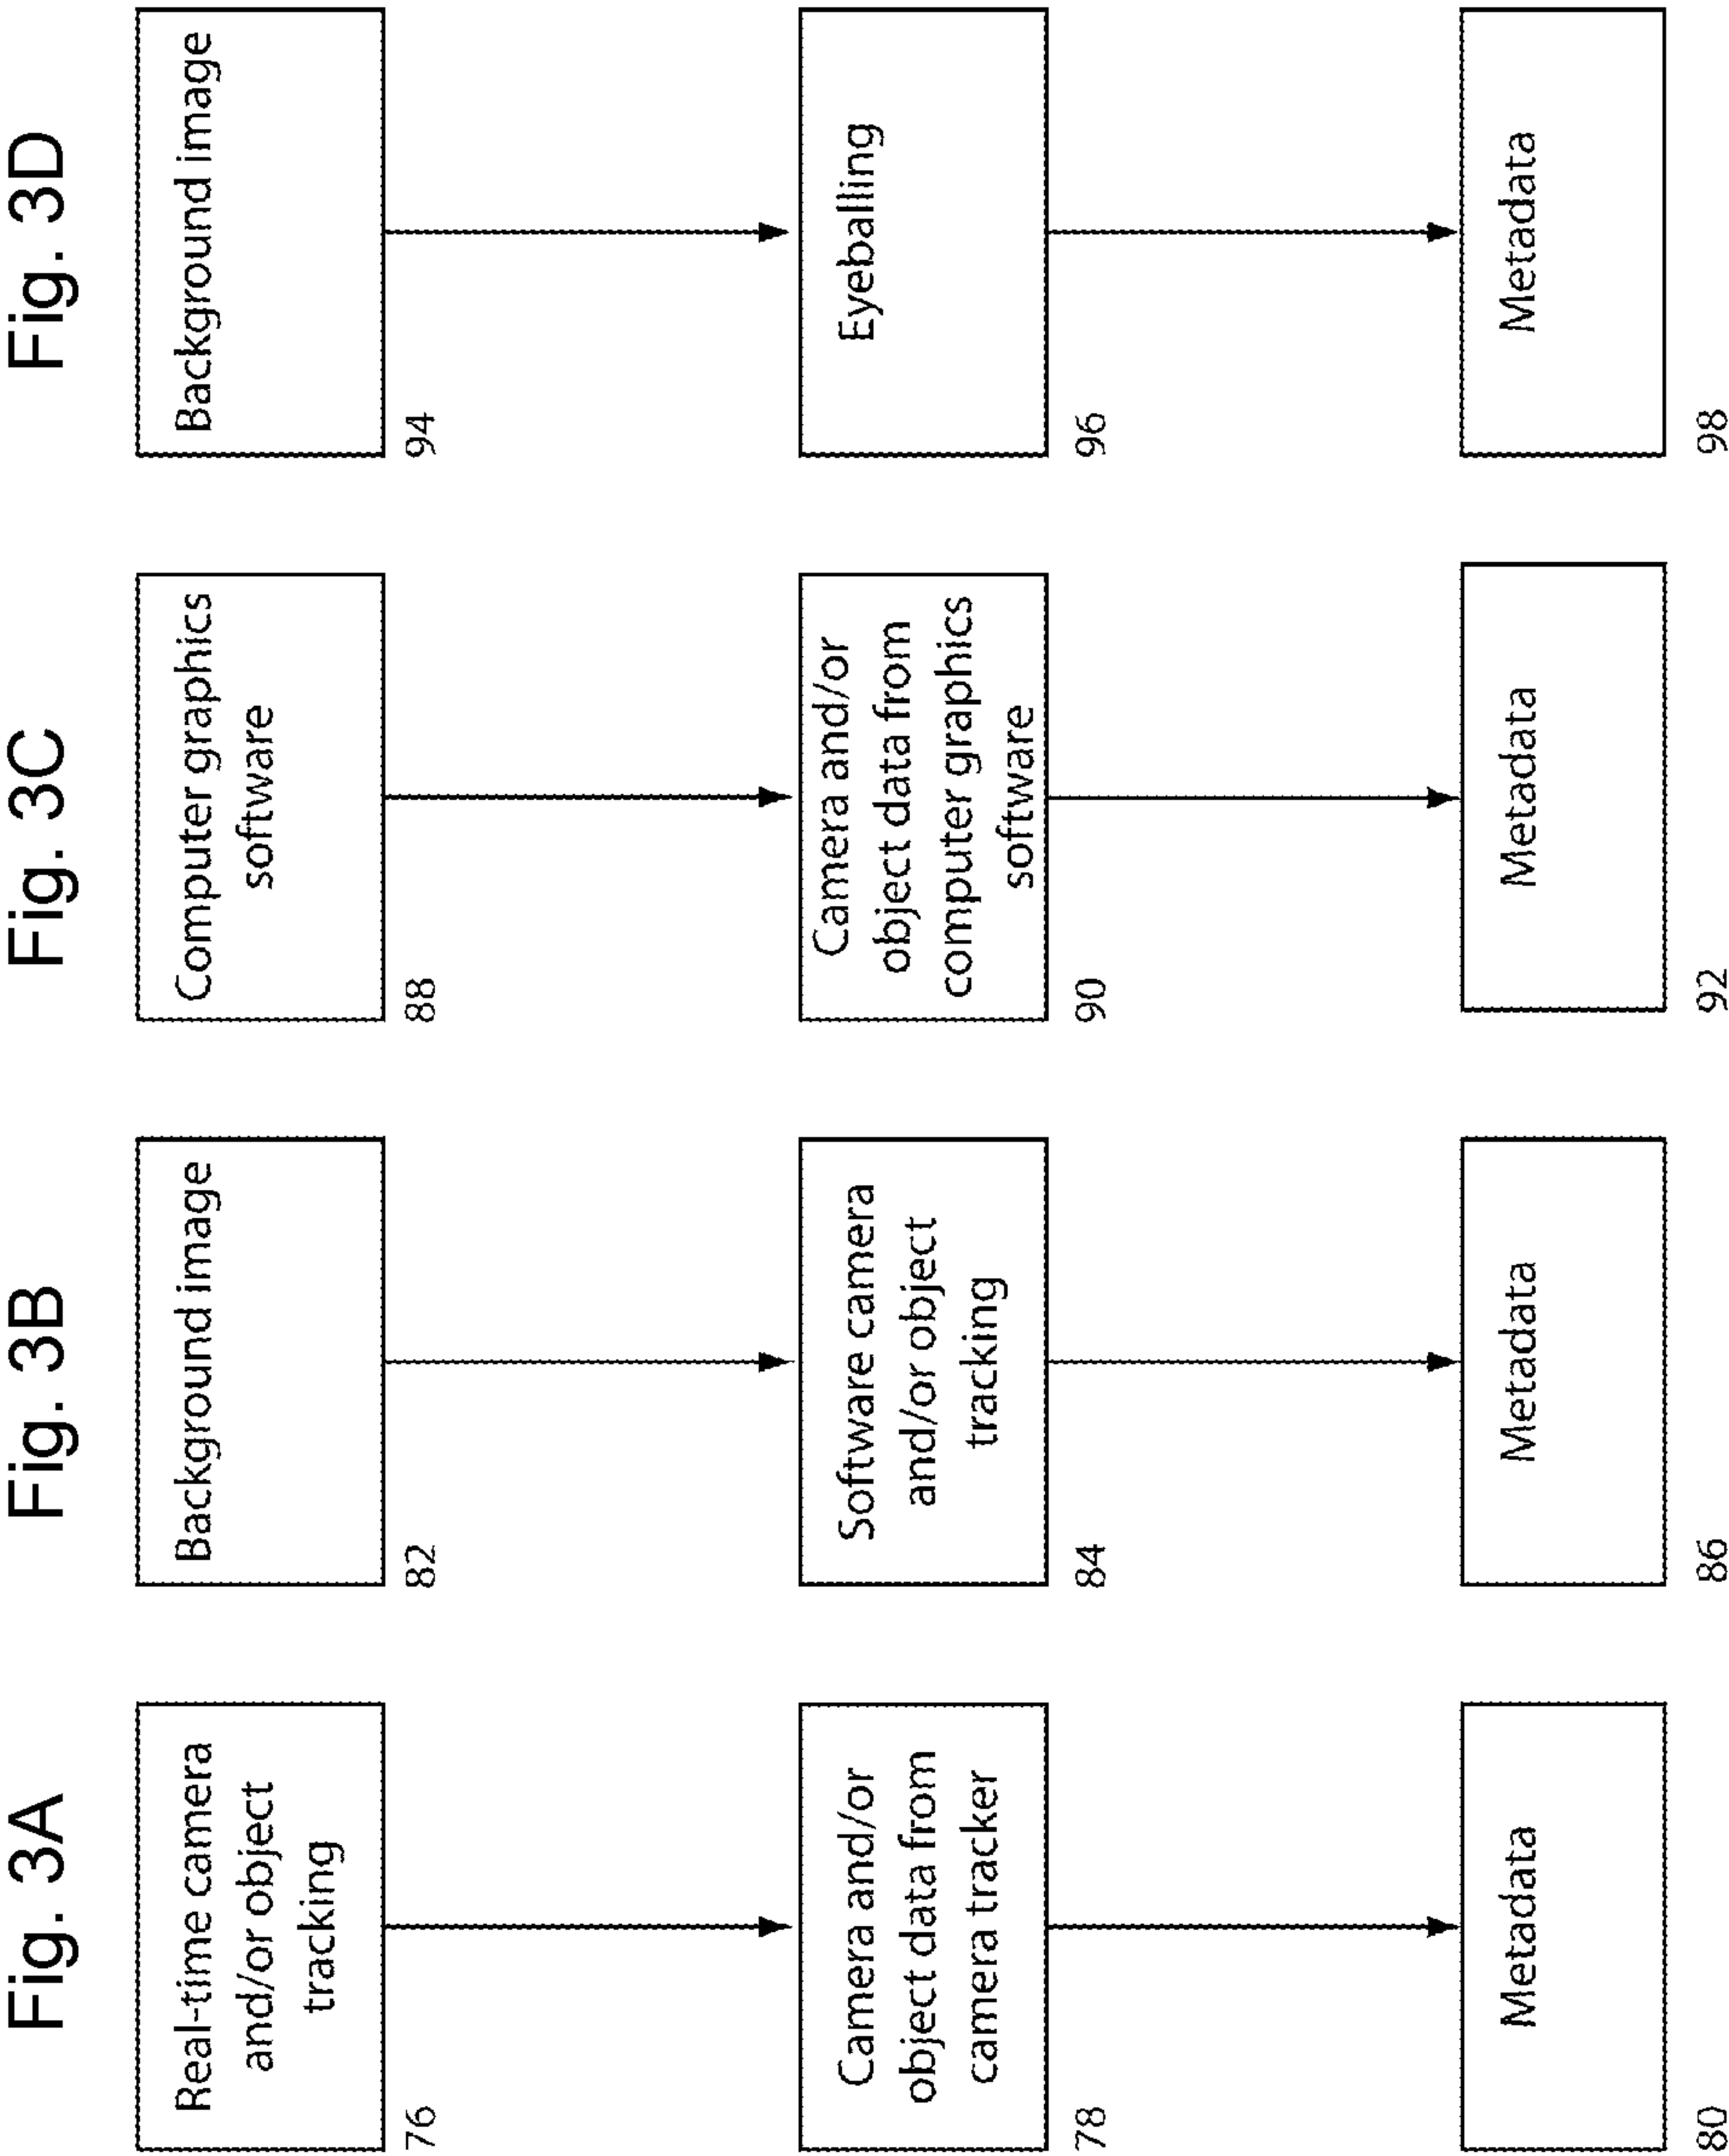 Fig. 3A
Real-time camera
and/or object
tracking
76
Camera and/or
object data from
camera tracker
78
Metadata
80
Fig. 3B
Background image
82
Software camera
and/or object
tracking
84
Metadata
86
Fig. 3C
Computer graphics
software
88
Camera and/or
object data from
computer graphics
software
90
Metadata
92
Fig. 3D
Background image
94
Eyeballing
96
Metadata
98